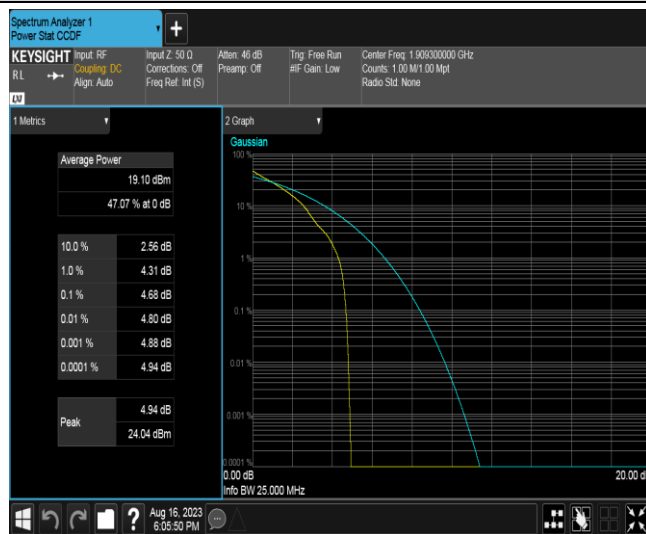 Spectrum Analyzer 1
Power Stat CCDF
+
KEYSIGHT
RL
LXI
Input: RF
Coupling: DC
Align: Auto
Input Z: 50 Ω
Corrections: Off
Freq Ref: Int (S)
Atten: 46 dB
Preamp: Off
Trig: Free Run
#IF Gain: Low
Center Freq: 1.909300000 GHz
Counts: 1.00 M/1.00 Mpt
Radio Std: None
1 Metrics
Average Power
19.10 dBm
47.07 % at 0 dB
10.0 % 2.56 dB
1.0 % 4.31 dB
0.1 % 4.68 dB
0.01 % 4.80 dB
0.001 % 4.88 dB
0.0001 % 4.94 dB
Peak
4.94 dB
24.04 dBm
2 Graph
Gaussian
100 %
10 %
1 %
0.1 %
0.01 %
0.001 %
0.0001 %
0.00 dB
20.00 d
Info BW 25.000 MHz
?
Aug 16, 2023
6:05:50 PM